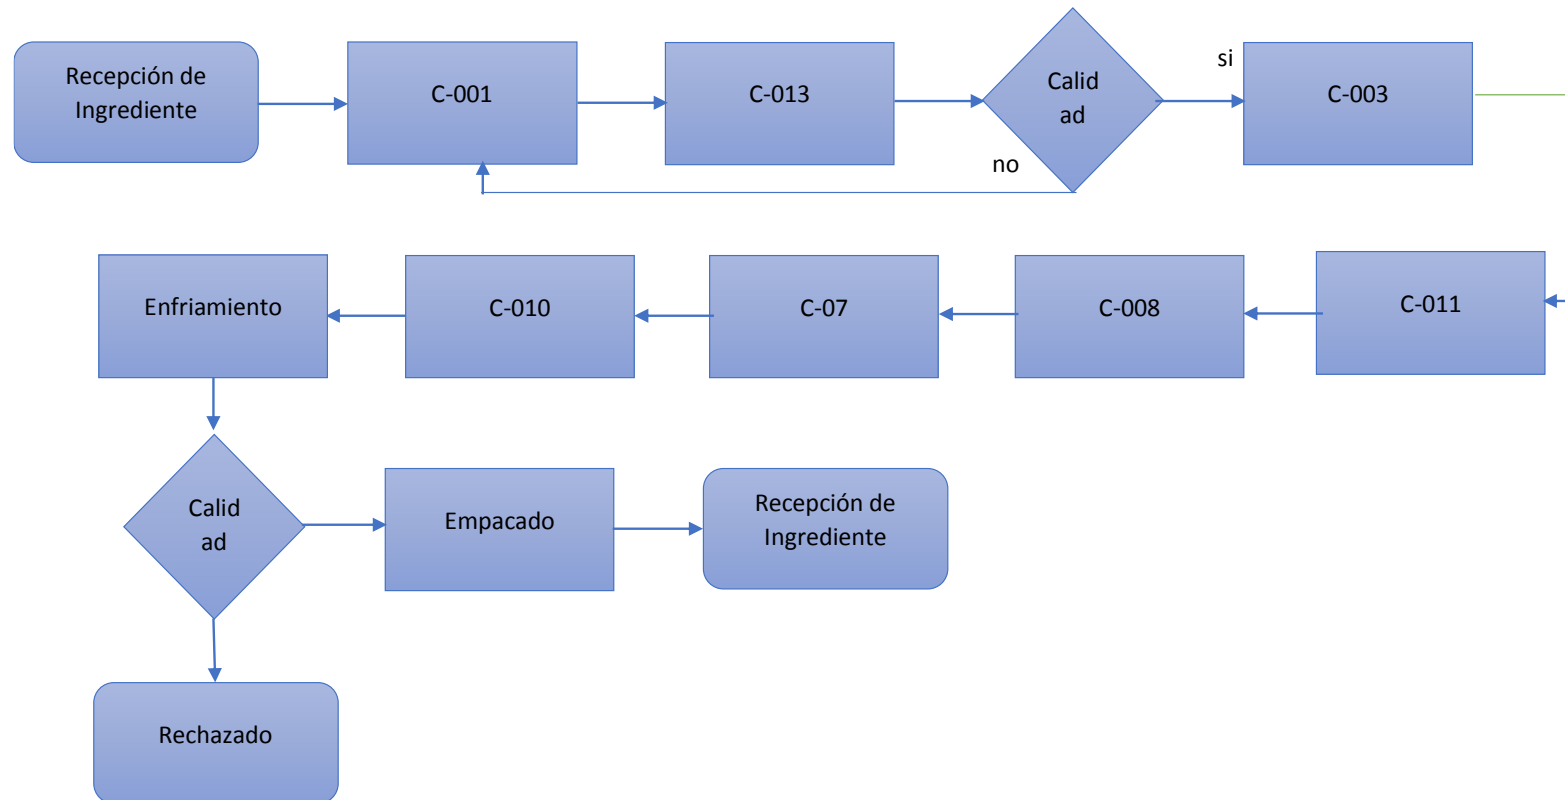 Recepción de
Ingrediente
C-001
C-013
Calid
ad
si
C-003
no
Enfriamiento
C-010
C-07
C-008
C-011
Calid
ad
Empacado
Recepción de
Ingrediente
Rechazado